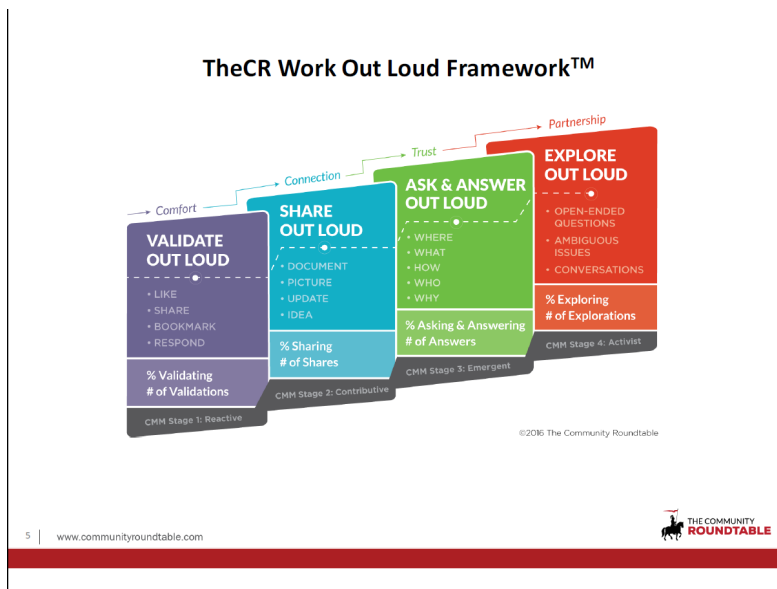 TheCR Work Out Loud Framework™
Comfort
VALIDATE
OUT LOUD
• LIKE
• SHARE
• BOOKMARK
• RESPOND
% Validating
# of Validations
CMM Stage 1: Reactive
Connection
SHARE
OUT LOUD
• DOCUMENT
• PICTURE
• UPDATE
• IDEA
% Sharing
# of Shares
CMM Stage 2: Contributive
Trust
ASK & ANSWER
OUT LOUD
• WHERE
• WHAT
• HOW
• WHO
• WHY
% Asking & Answering
# of Answers
CMM Stage 3: Emergent
Partnership
EXPLORE
OUT LOUD
• OPEN-ENDED
QUESTIONS
• AMBIGUOUS
ISSUES
• CONVERSATIONS
% Exploring
# of Explorations
CMM Stage 4: Activist
©2016 The Community Roundtable
5
www.communityroundtable.com
THE COMMUNITY
ROUNDTABLE